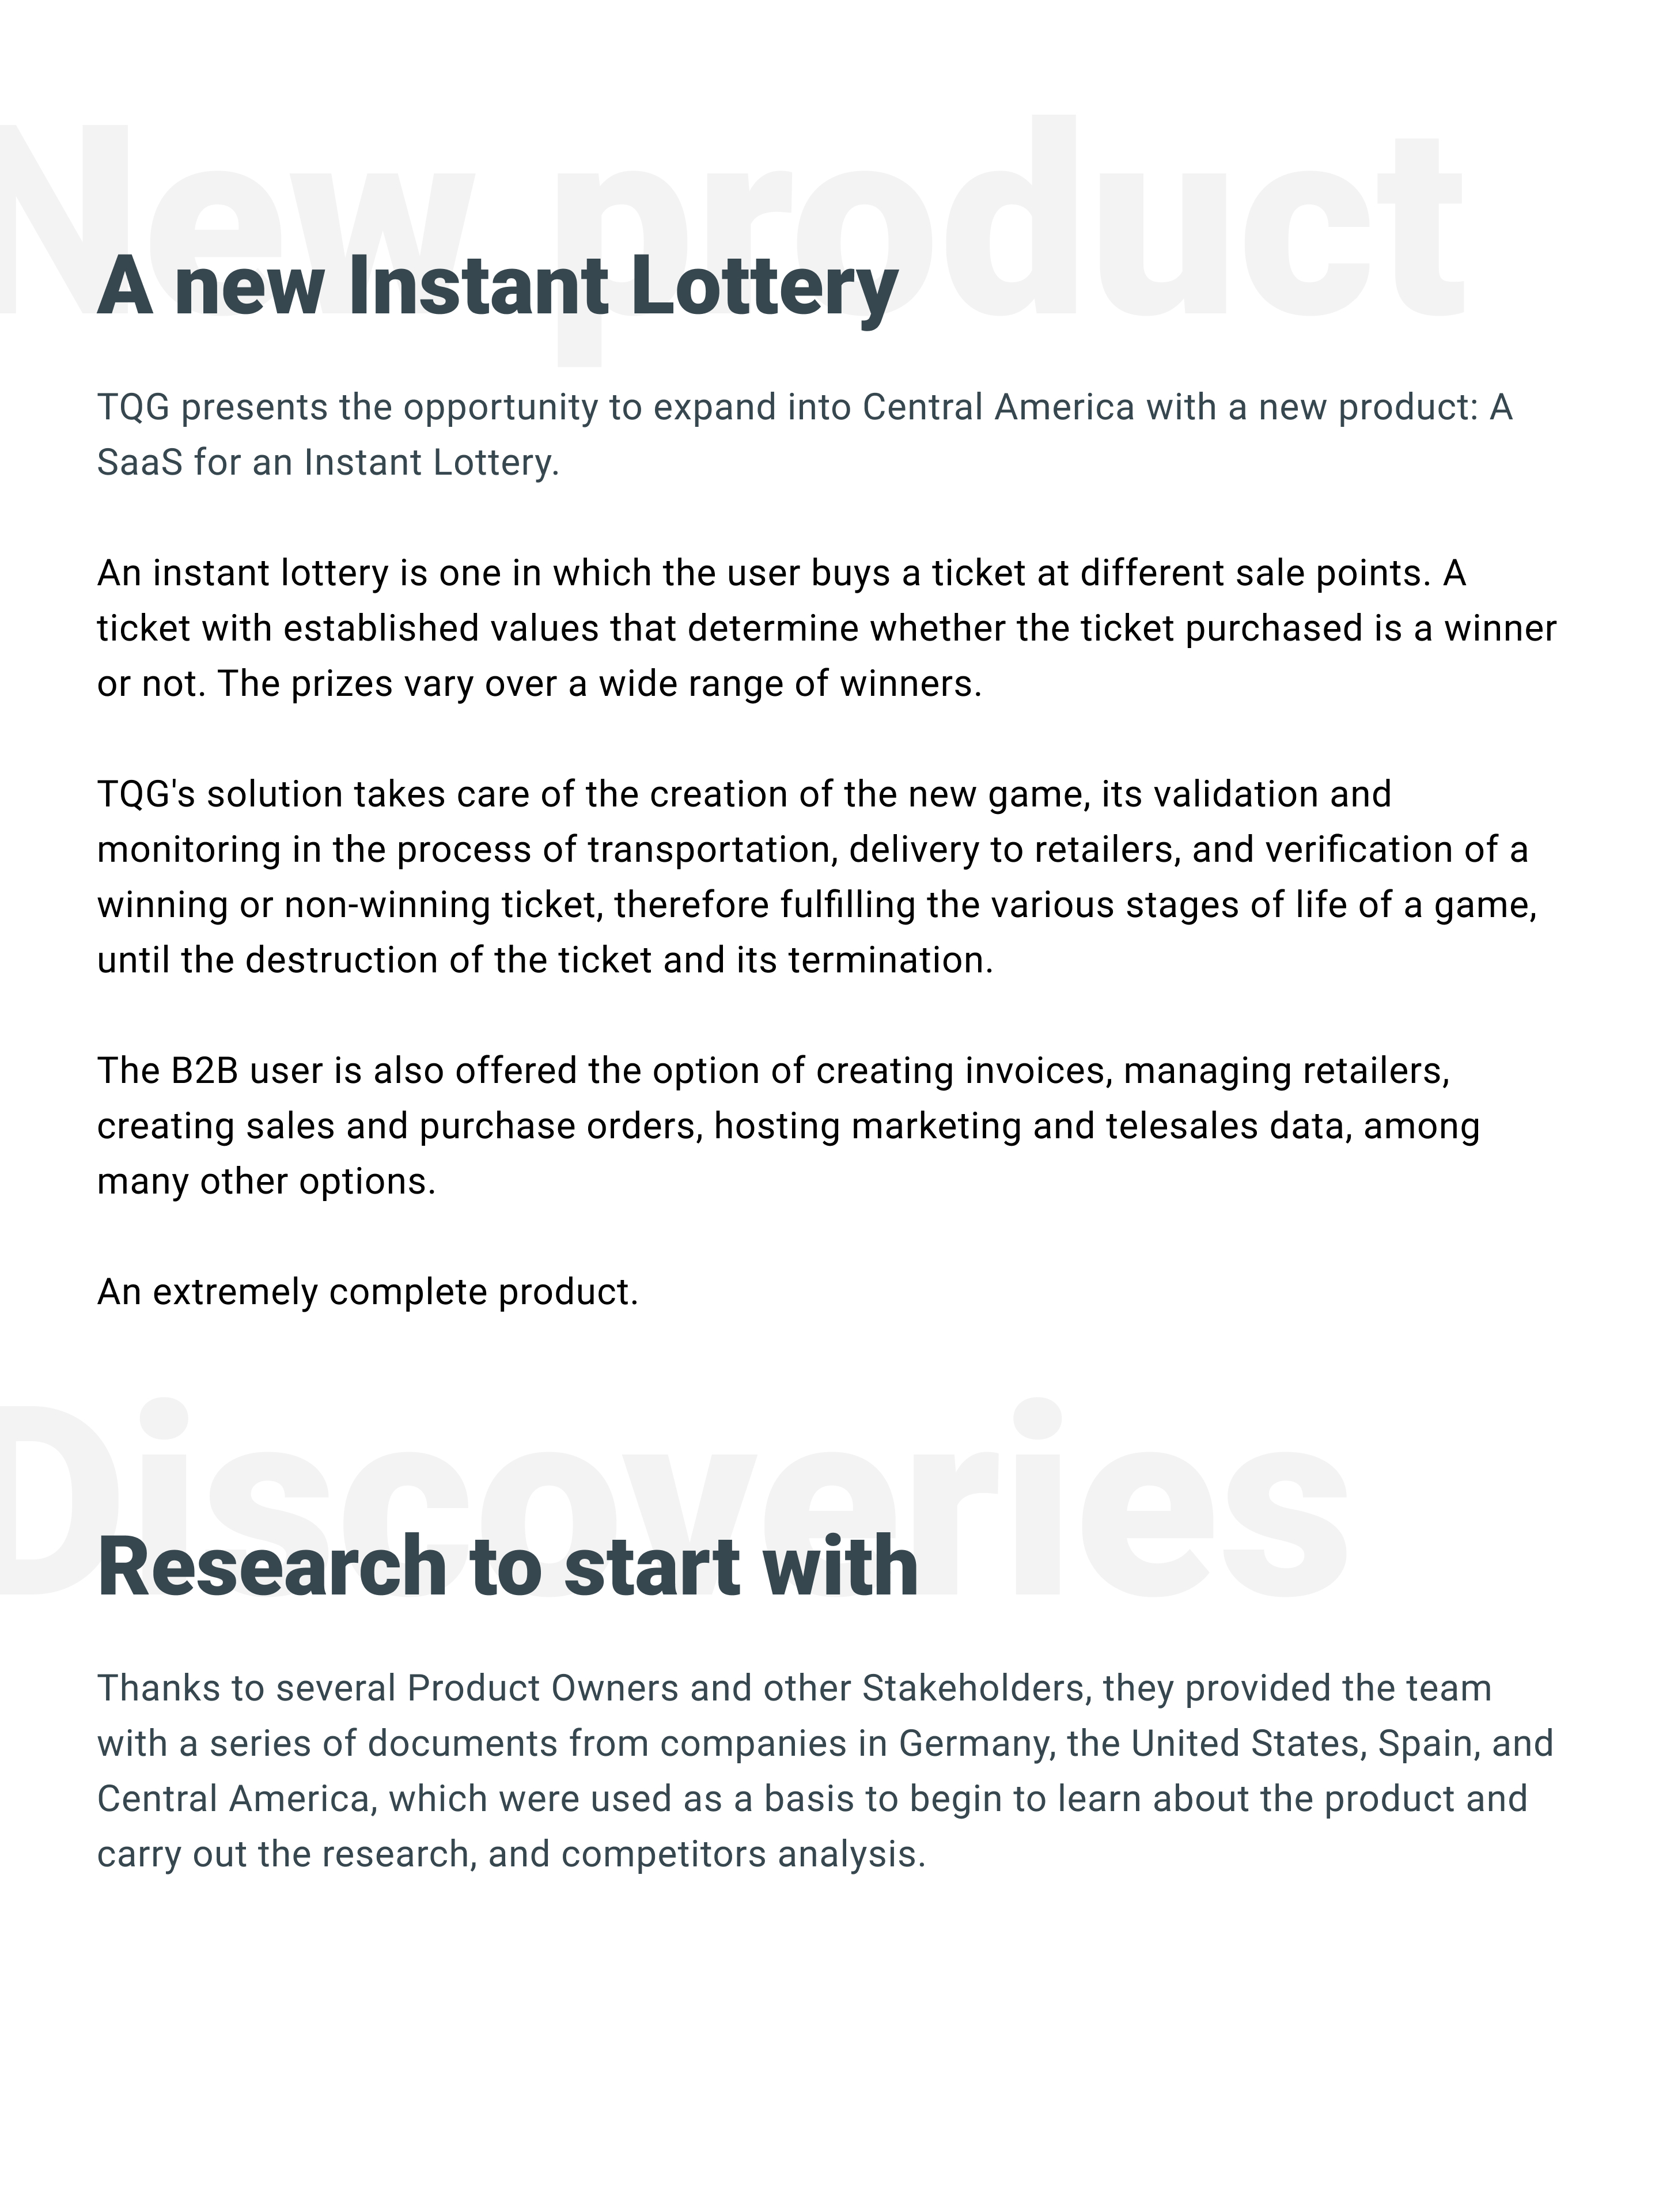 New product
A new Instant Lottery
TQG presents the opportunity to expand into Central America with a new product: A
SaaS for an Instant Lottery.
An instant lottery is one in which the user buys a ticket at different sale points. A
ticket with established values that determine whether the ticket purchased is a winner
or not. The prizes vary over a wide range of winners.
TQG's solution takes care of the creation of the new game, its validation and
monitoring in the process of transportation, delivery to retailers, and verification of a
winning or non-winning ticket, therefore fulfilling the various stages of life of a game,
until the destruction of the ticket and its termination.
The B2B user is also offered the option of creating invoices, managing retailers,
creating sales and purchase orders, hosting marketing and telesales data, among
many other options.
An extremely complete product.
Discoveries
Research to start with
Thanks to several Product Owners and other Stakeholders, they provided the team
with a series of documents from companies in Germany, the United States, Spain, and
Central America, which were used as a basis to begin to learn about the product and
carry out the research, and competitors analysis.